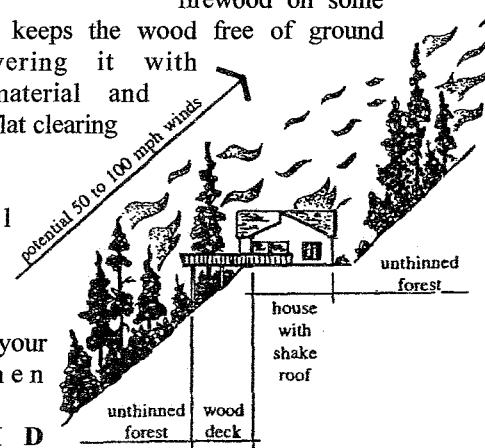 firewood on some
keeps the wood free of ground
vering it with
material and
flat clearing
potential 50 to 100 mph winds
l
unthinned
forest
house
with
shake
roof
your
e n
unthinned
forest
wood
deck
D